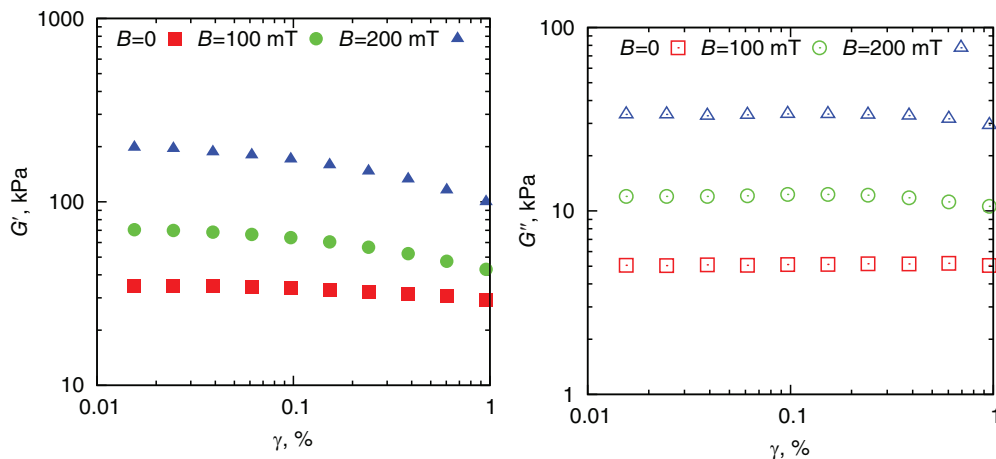 1000
B=0 B=100 mT B=200 mT
G′, kPa
100
10
0.01 0.1 1
γ, %
100
B=0 B=100 mT B=200 mT
G″, kPa
10
1
0.01 0.1 1
γ, %